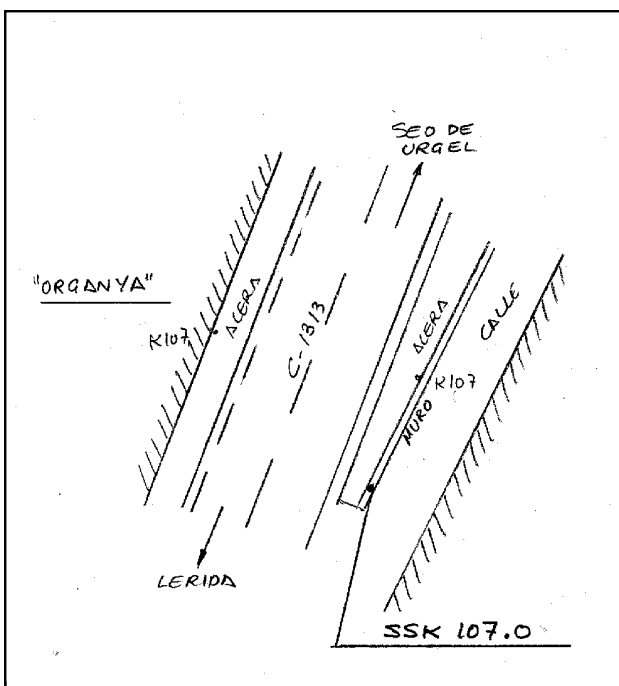 SEO DE
URGEL
"ORGANYA"
K107
ACERA
C-1313
ACERA
CALLE
K107
MURO
LERIDA
SSK 107.0